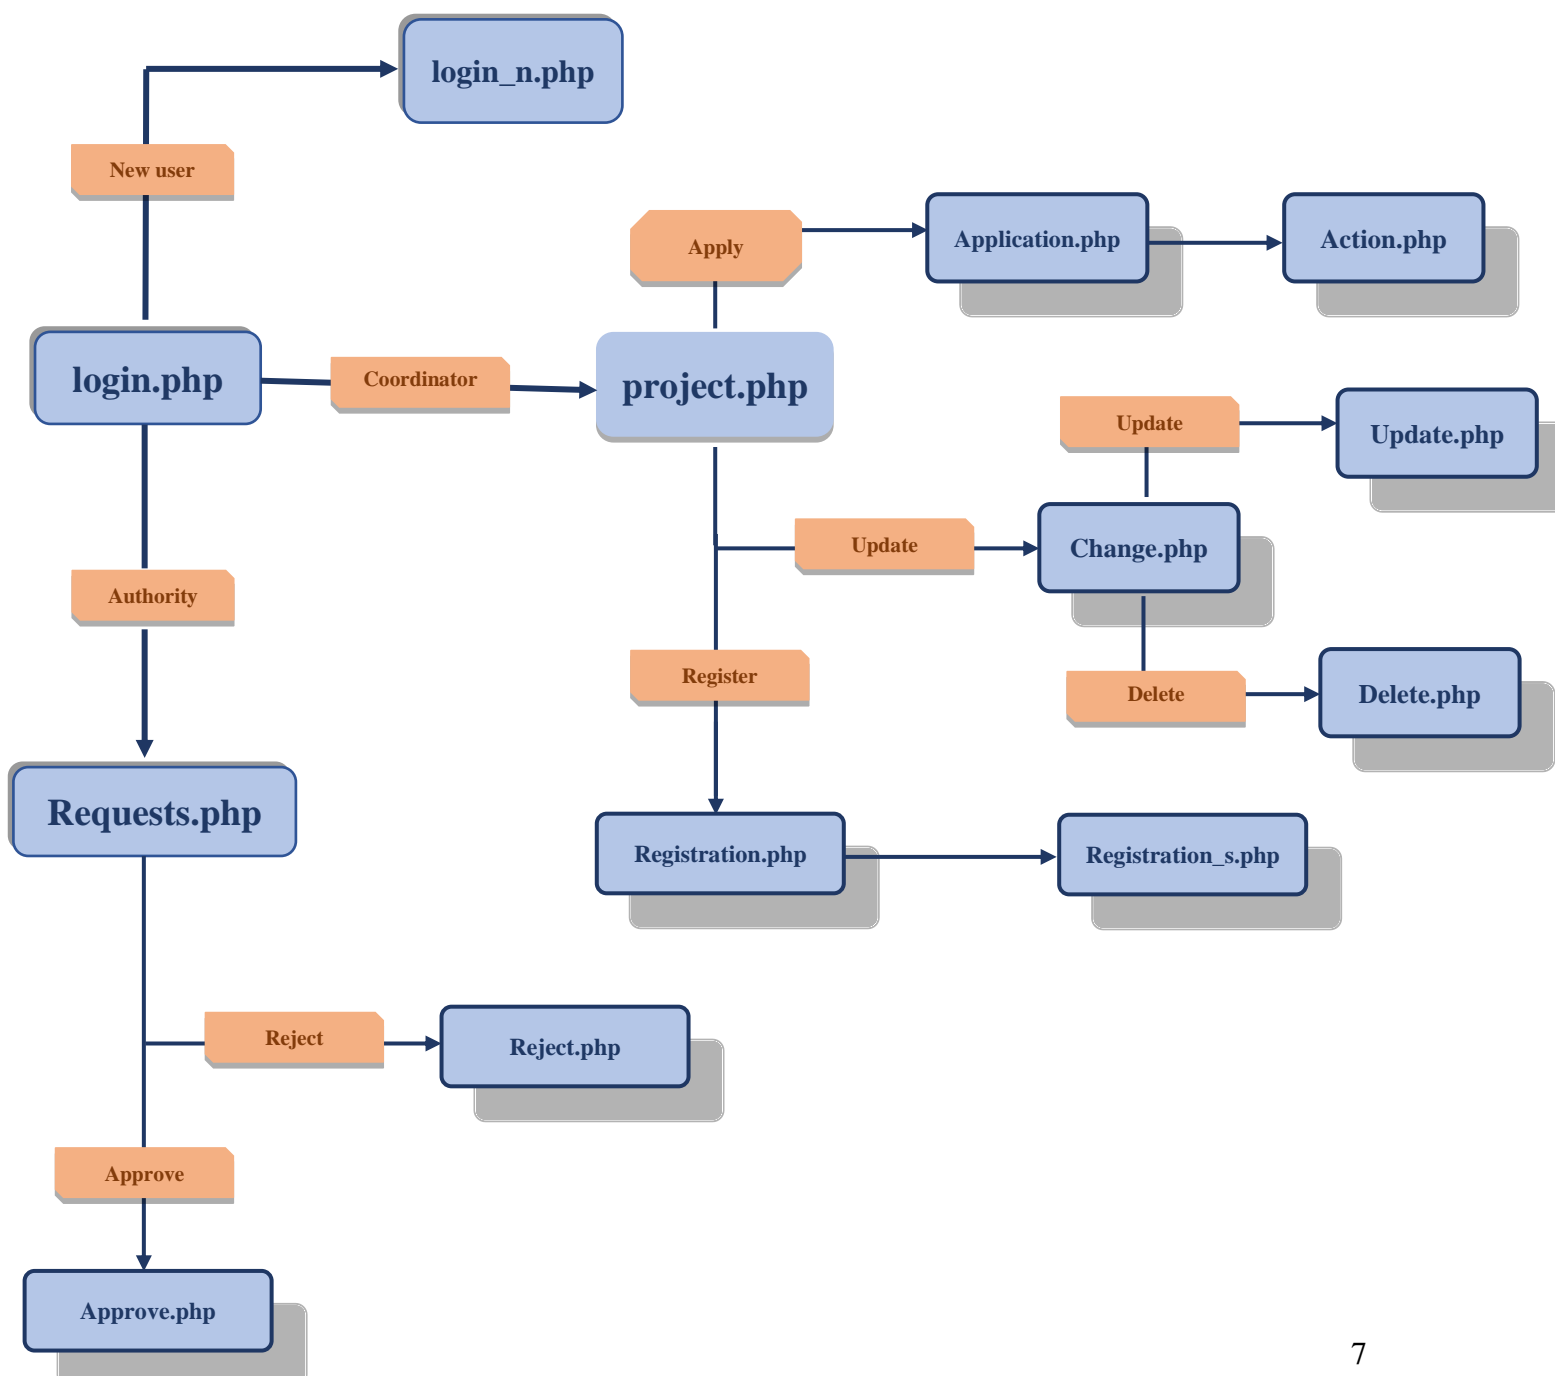 login_n.php
New user
Apply
Application.php
Action.php
login.php
Coordinator
project.php
Update
Update.php
Update
Change.php
Authority
Register
Delete
Delete.php
Requests.php
Registration.php
Registration_s.php
Reject
Reject.php
Approve
Approve.php
7